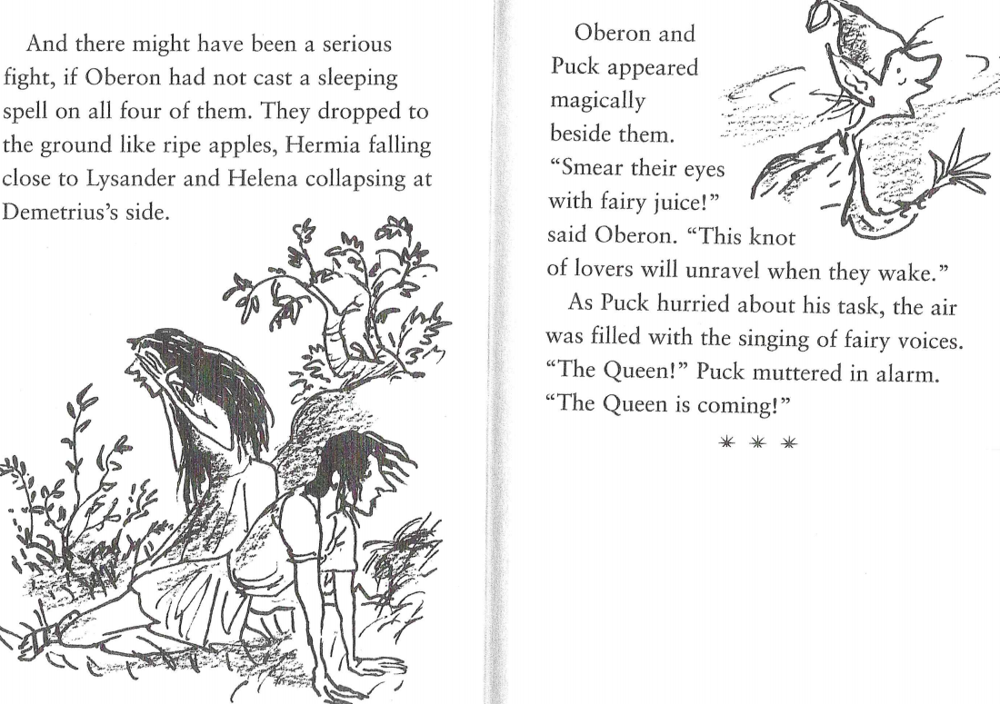 And there might have been a serious
fight, if Oberon had not cast a sleeping
spell on all four of them. They dropped to
the ground like ripe apples, Hermia falling
close to Lysander and Helena collapsing at
Demetrius’s side.
Oberon and
Puck appeared
magically
beside them.
“Smear their eyes
with fairy juice!”
said Oberon. “This knot
of lovers will unravel when they wake.”
As Puck hurried about his task, the air
was filled with the singing of fairy voices.
“The Queen!” Puck muttered in alarm.
“The Queen is coming!”